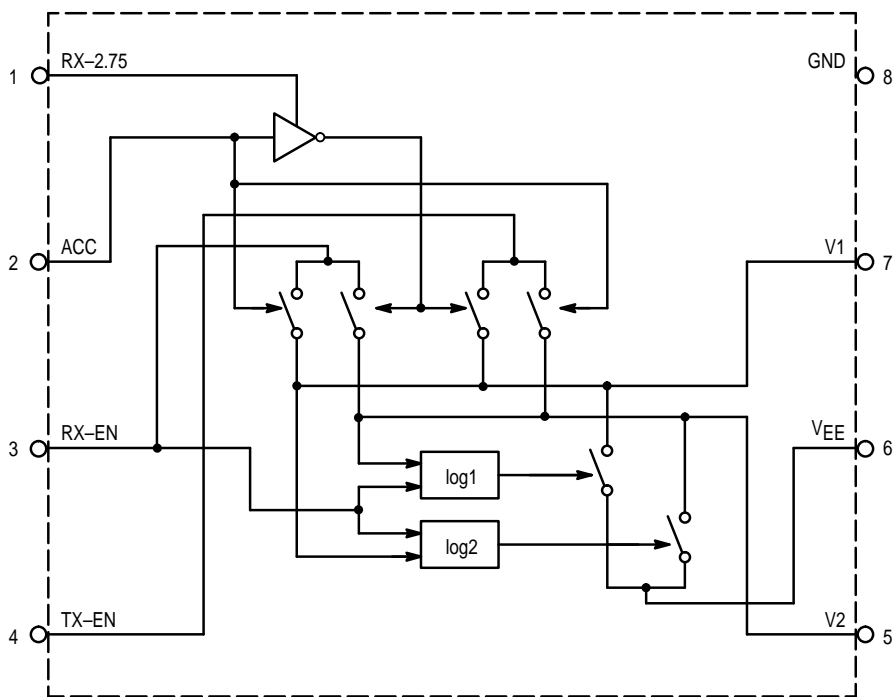 RX–2.75
1
GND
8
ACC
2
V1
7
RX–EN
3
VEE
6
log1
log2
TX–EN
4
V2
5